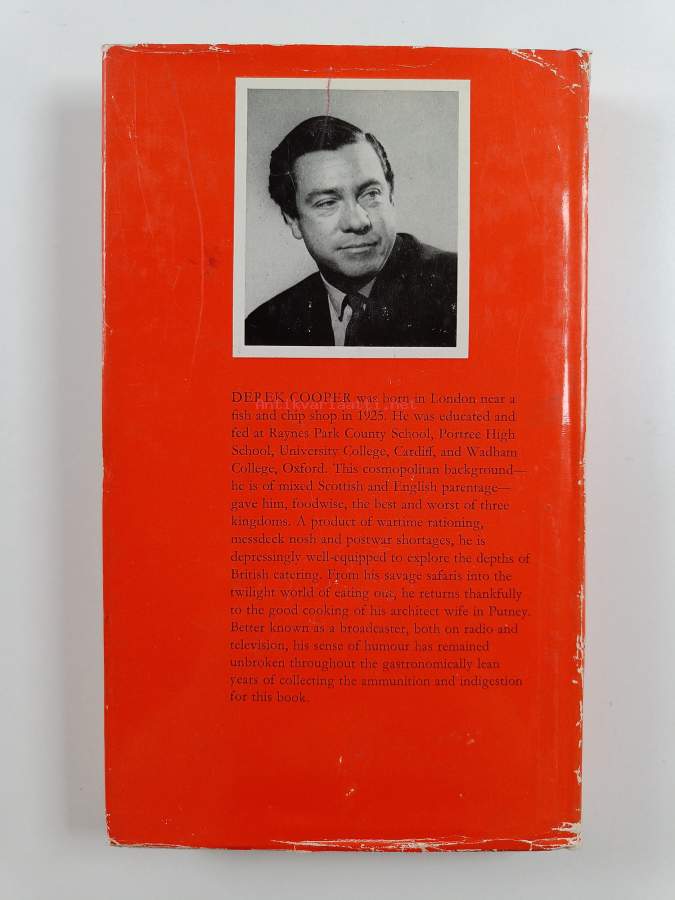 DEREK COOPER was born in London near a
fish and chip shop in 1925. He was educated and
Antikvariaatti.net
fed at Raynes Park County School, Portree High
School, University College, Cardiff, and Wadham
College, Oxford. This cosmopolitan background—
he is of mixed Scottish and English parentage—
gave him, foodwise, the best and worst of three
kingdoms. A product of wartime rationing,
messdeck nosh and postwar shortages, he is
depressingly well-equipped to explore the depths of
British catering. From his savage safaris into the
twilight world of eating out, he returns thankfully
to the good cooking of his architect wife in Putney.
Better known as a broadcaster, both on radio and
television, his sense of humour has remained
unbroken throughout the gastronomically lean
years of collecting the ammunition and indigestion
for this book.